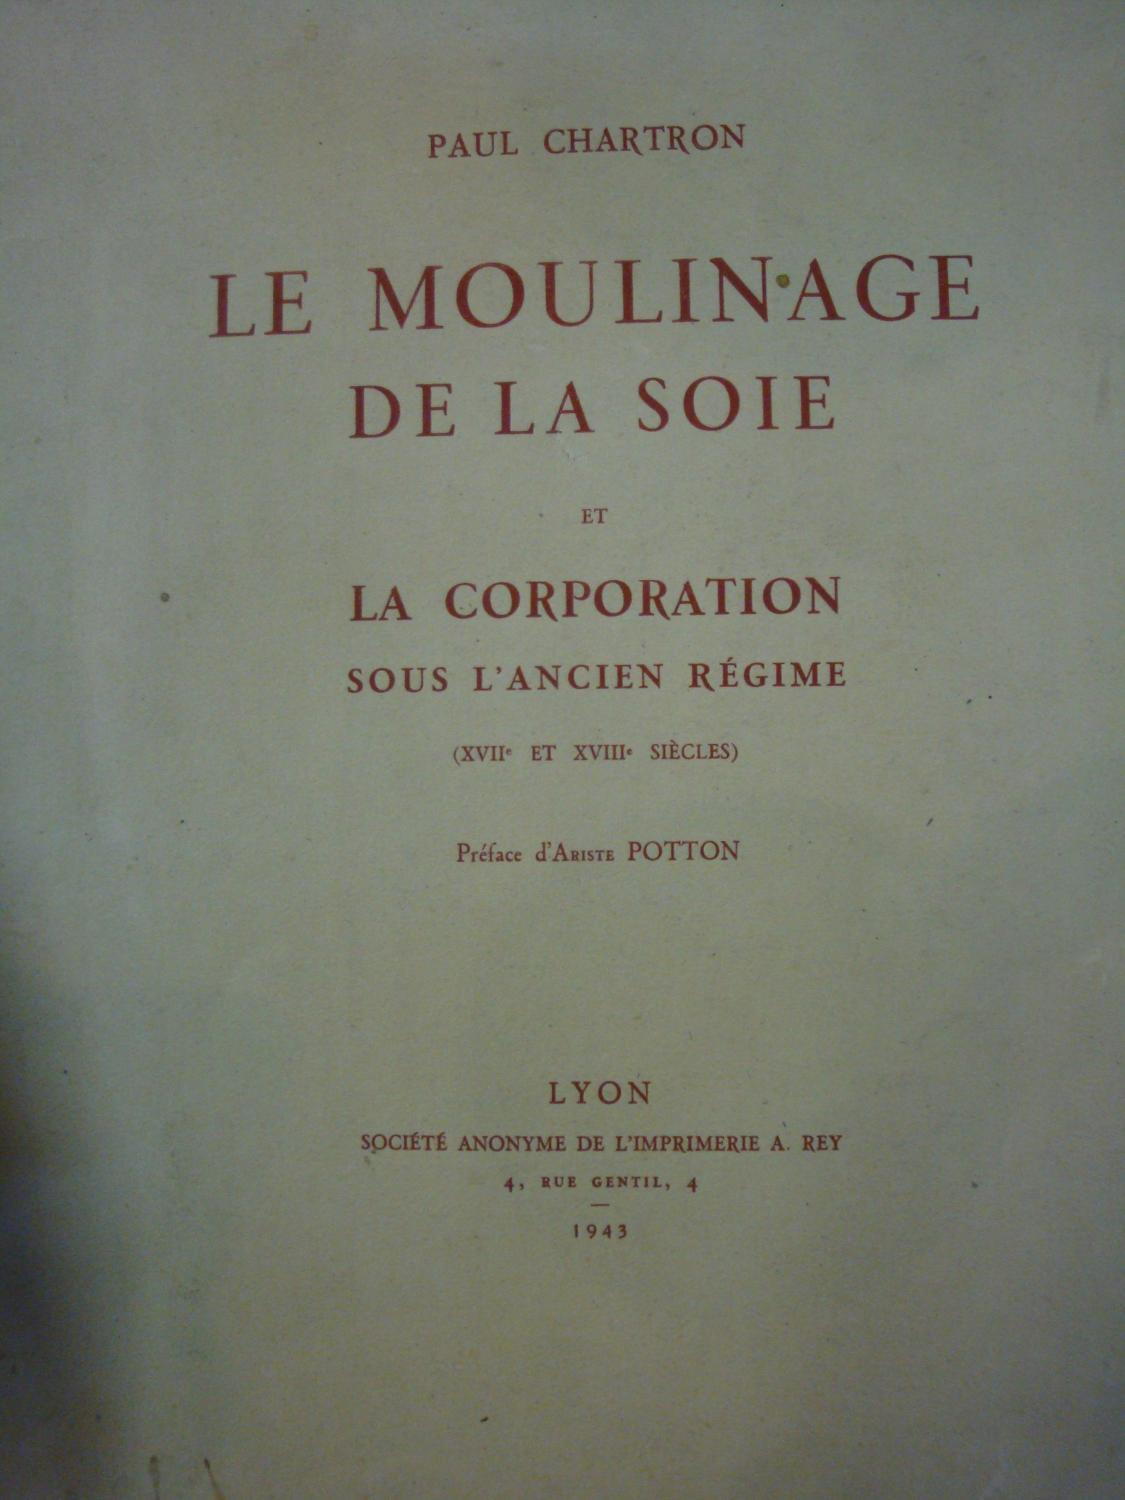 PAUL CHARTRON
LE MOULINAGE
DE LA SOIE
ET
LA CORPORATION
SOUS L'ANCIEN RÉGIME
(XVIIe ET XVIIIe SIÈCLES)
Préface d'ARISTE POTTON
LYON
SOCIÉTÉ ANONYME DE L'IMPRIMERIE A. REY
4, RUE GENTIL, 4
1943